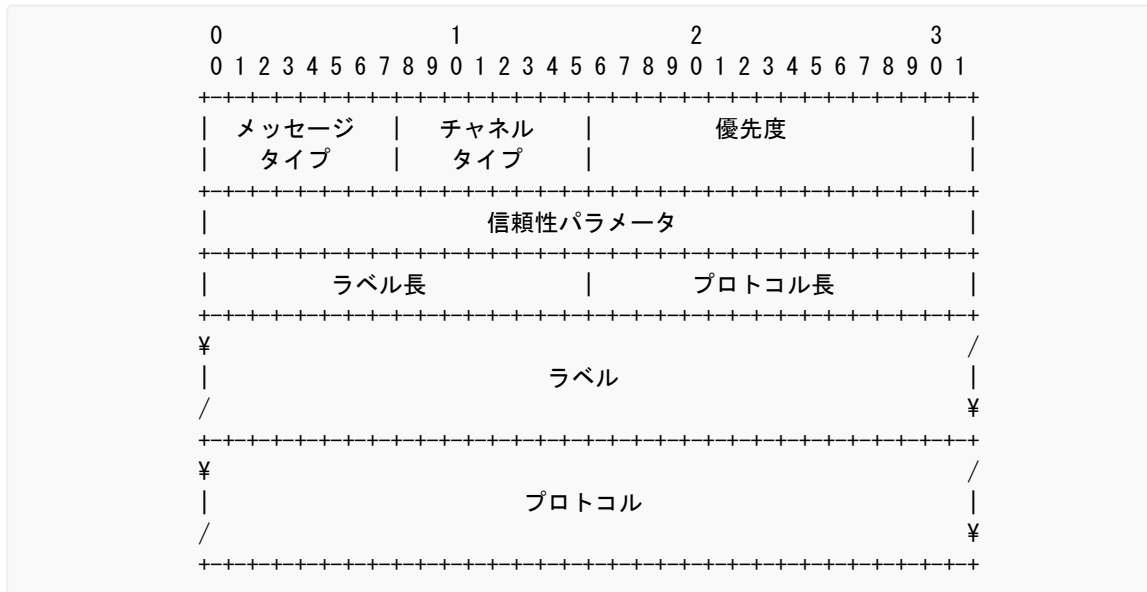 0                   1                   2                   3
0 1 2 3 4 5 6 7 8 9 0 1 2 3 4 5 6 7 8 9 0 1 2 3 4 5 6 7 8 9 0 1
+-+-+-+-+-+-+-+-+-+-+-+-+-+-+-+-+-+-+-+-+-+-+-+-+-+-+-+-+-+-+-+-+
| メッセージ | チャネル | 優先度 |
| タイプ | タイプ | |
+-+-+-+-+-+-+-+-+-+-+-+-+-+-+-+-+-+-+-+-+-+-+-+-+-+-+-+-+-+-+-+-+
| 信頼性パラメータ |
+-+-+-+-+-+-+-+-+-+-+-+-+-+-+-+-+-+-+-+-+-+-+-+-+-+-+-+-+-+-+-+-+
| ラベル長 | プロトコル長 |
+-+-+-+-+-+-+-+-+-+-+-+-+-+-+-+-+-+-+-+-+-+-+-+-+-+-+-+-+-+-+-+-+
¥ /
| ラベル |
/ ¥
+-+-+-+-+-+-+-+-+-+-+-+-+-+-+-+-+-+-+-+-+-+-+-+-+-+-+-+-+-+-+-+-+
¥ /
| プロトコル |
/ ¥
+-+-+-+-+-+-+-+-+-+-+-+-+-+-+-+-+-+-+-+-+-+-+-+-+-+-+-+-+-+-+-+-+